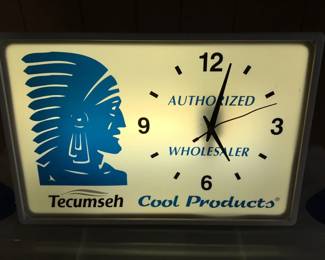 12
AUTHORIZED
9
3
WHOLESALER
6
Tecumseh Cool Products®